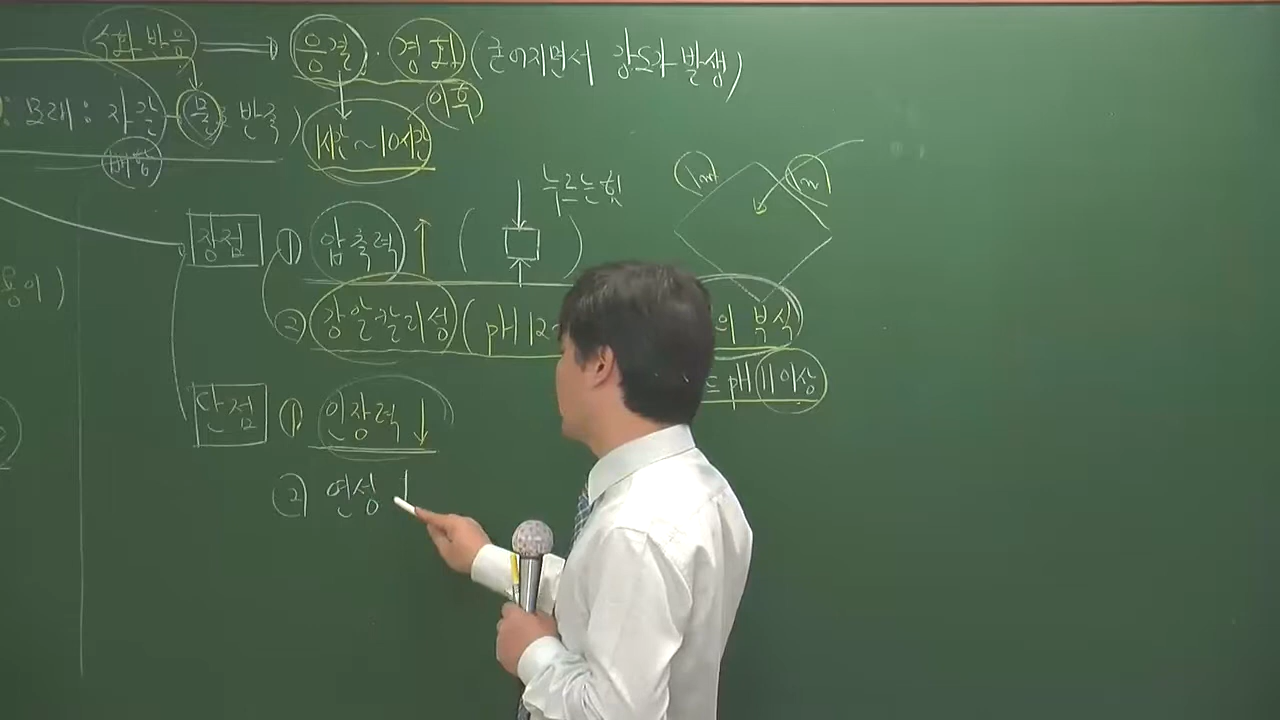 수화 반응 → 응결 · 경화 (굳어지면서 강도가 발생)
: 모래 : 자갈 - 물로 반죽) 1시간 ~ 10시간 이후
누르는 힘
1m 1m
장점 ① 압축력 ↑ ( )
② 강알칼리성 ( pH 12~ 의 부식)
pH 11 이상
단점 ① 인장력 ↓
② 연성
용이)